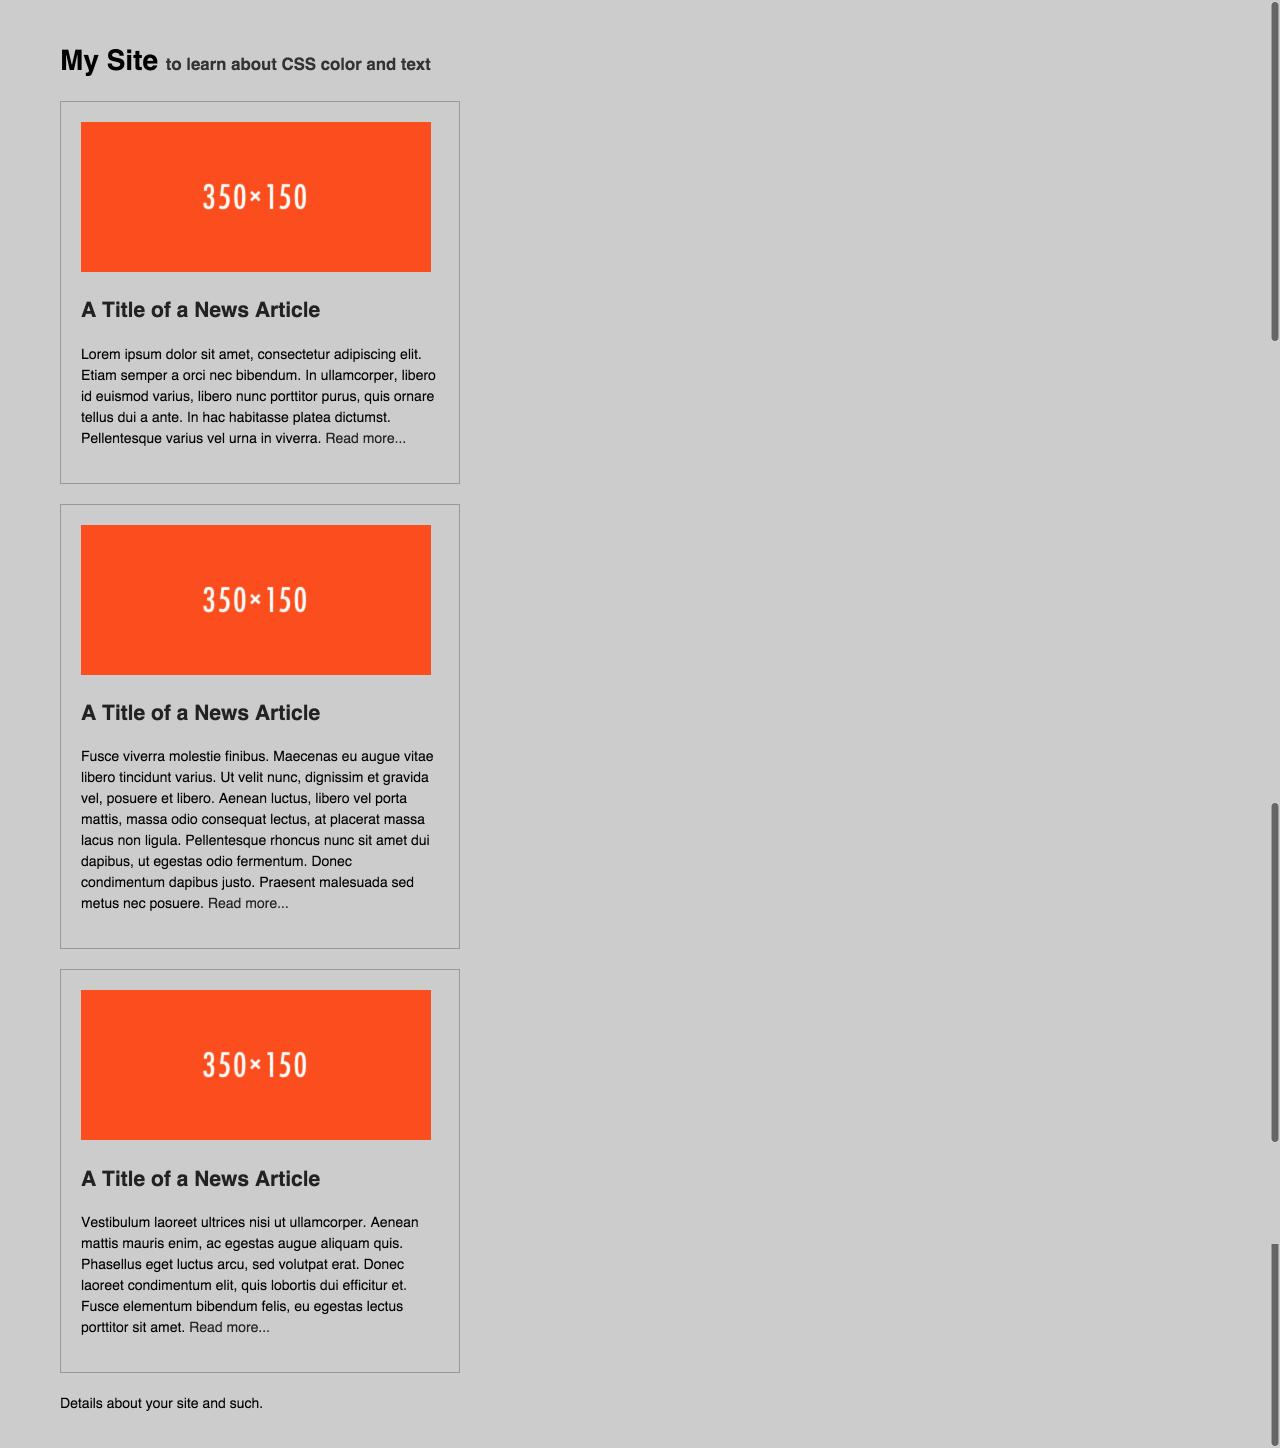 My Site to learn about CSS color and text
350×150
A Title of a News Article
Lorem ipsum dolor sit amet, consectetur adipiscing elit.
Etiam semper a orci nec bibendum. In ullamcorper, libero
id euismod varius, libero nunc porttitor purus, quis ornare
tellus dui a ante. In hac habitasse platea dictumst.
Pellentesque varius vel urna in viverra. Read more...
350×150
A Title of a News Article
Fusce viverra molestie finibus. Maecenas eu augue vitae
libero tincidunt varius. Ut velit nunc, dignissim et gravida
vel, posuere et libero. Aenean luctus, libero vel porta
mattis, massa odio consequat lectus, at placerat massa
lacus non ligula. Pellentesque rhoncus nunc sit amet dui
dapibus, ut egestas odio fermentum. Donec
condimentum dapibus justo. Praesent malesuada sed
metus nec posuere. Read more...
350×150
A Title of a News Article
Vestibulum laoreet ultrices nisi ut ullamcorper. Aenean
mattis mauris enim, ac egestas augue aliquam quis.
Phasellus eget luctus arcu, sed volutpat erat. Donec
laoreet condimentum elit, quis lobortis dui efficitur et.
Fusce elementum bibendum felis, eu egestas lectus
porttitor sit amet. Read more...
Details about your site and such.